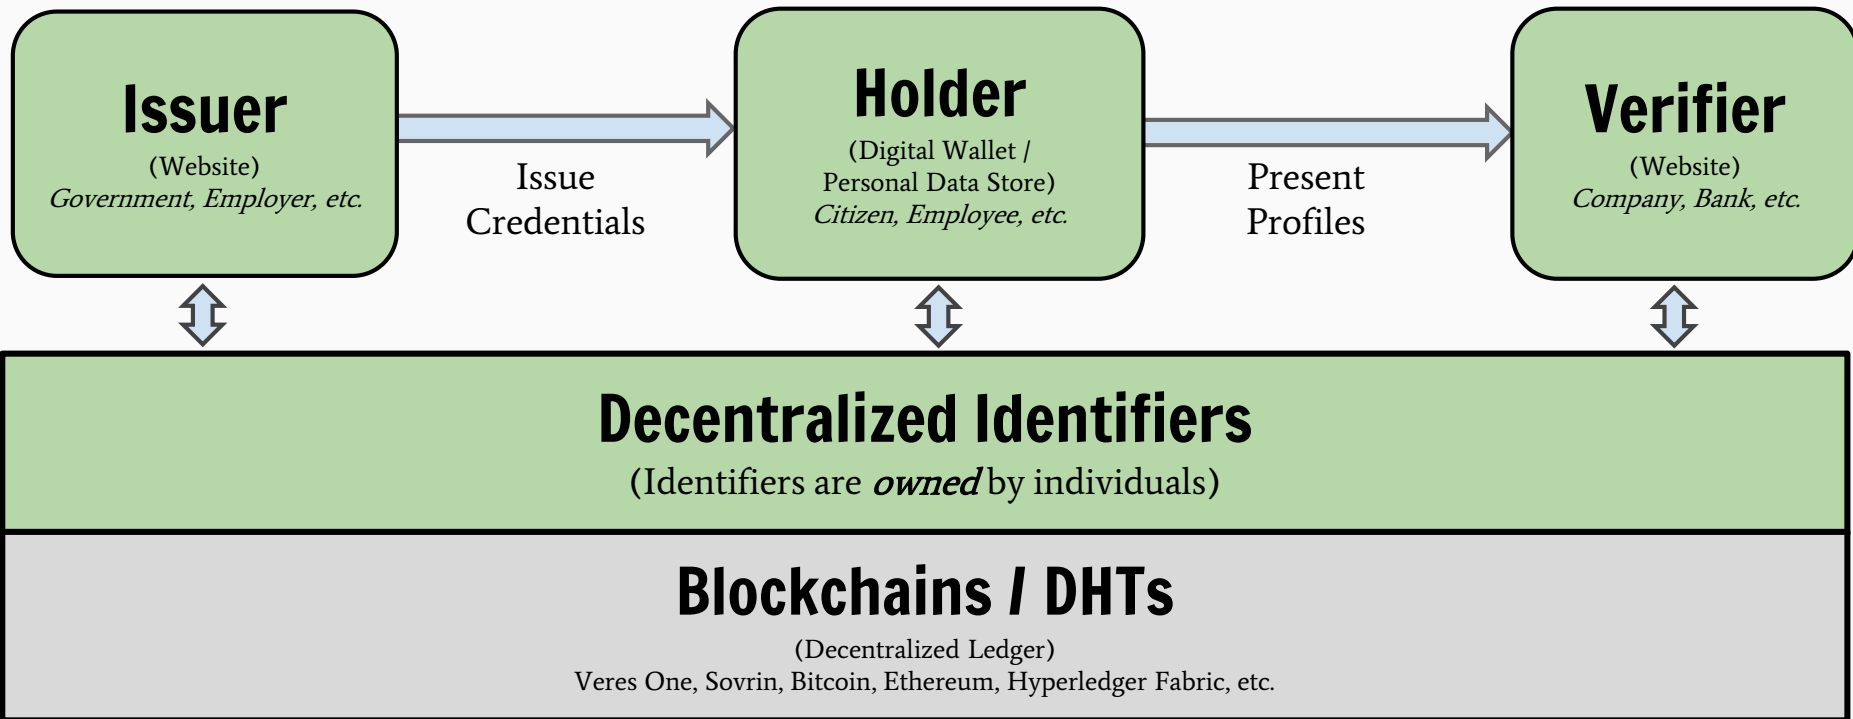 Issuer
(Website)
Government, Employer, etc.
Issue
Credentials
Holder
(Digital Wallet /
Personal Data Store)
Citizen, Employee, etc.
Present
Profiles
Verifier
(Website)
Company, Bank, etc.
Decentralized Identifiers
(Identifiers are owned by individuals)
Blockchains / DHTs
(Decentralized Ledger)
Veres One, Sovrin, Bitcoin, Ethereum, Hyperledger Fabric, etc.